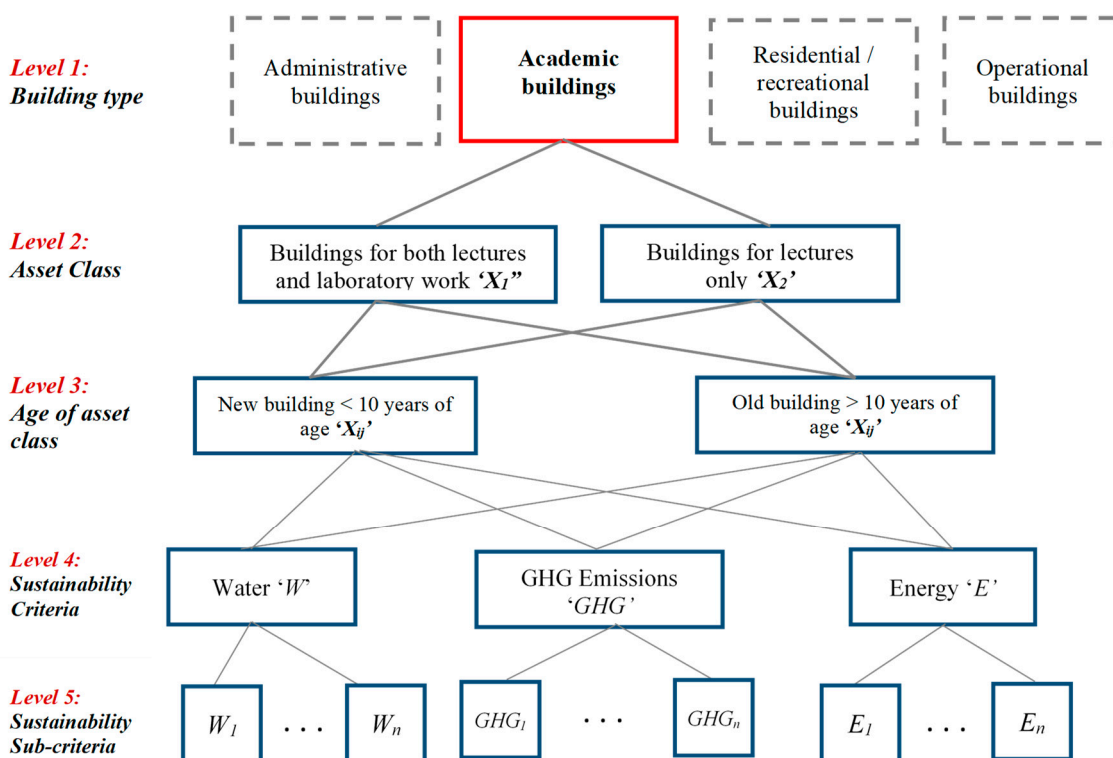 Level 1:
Building type
Administrative
buildings
Academic
buildings
Residential /
recreational
buildings
Operational
buildings
Level 2:
Asset Class
Buildings for both lectures
and laboratory work ‘X1”
Buildings for lectures
only ‘X2’
Level 3:
Age of asset
class
New building < 10 years of
age ‘Xij’
Old building > 10 years of
age ‘Xij’
Level 4:
Sustainability
Criteria
Water ‘W’
GHG Emissions
‘GHG’
Energy ‘E’
Level 5:
Sustainability
Sub-criteria
W1 ... Wn
GHG1 ... GHGn
E1 ... En